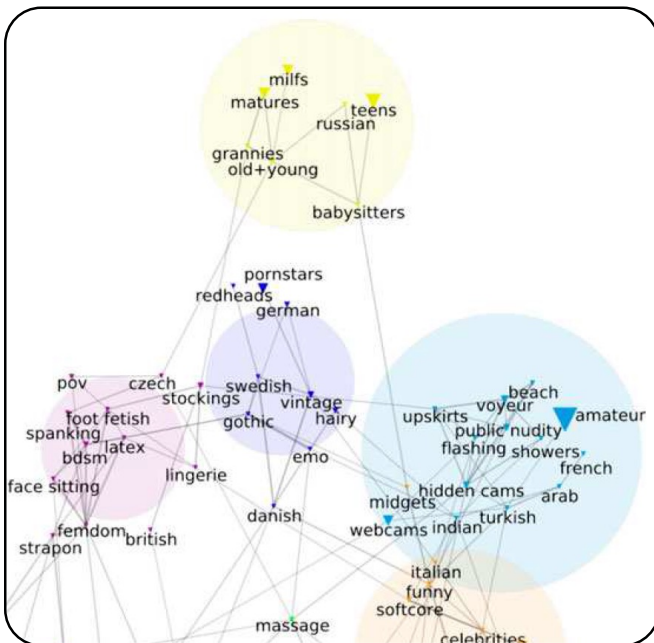 milfs
matures
teens
russian
grannies
old+young
babysitters
pornstars
redheads
german
pov
czech
swedish
stockings
vintage
beach
voyeur
amateur
foot fetish
gothic
hairy
upskirts
public nudity
spanking
latex
flashing
showers
bdsm
emo
french
lingerie
face sitting
hidden cams
arab
midgets
danish
turkish
femdom
british
webcams
indian
strapon
italian
funny
softcore
massage
celebrities